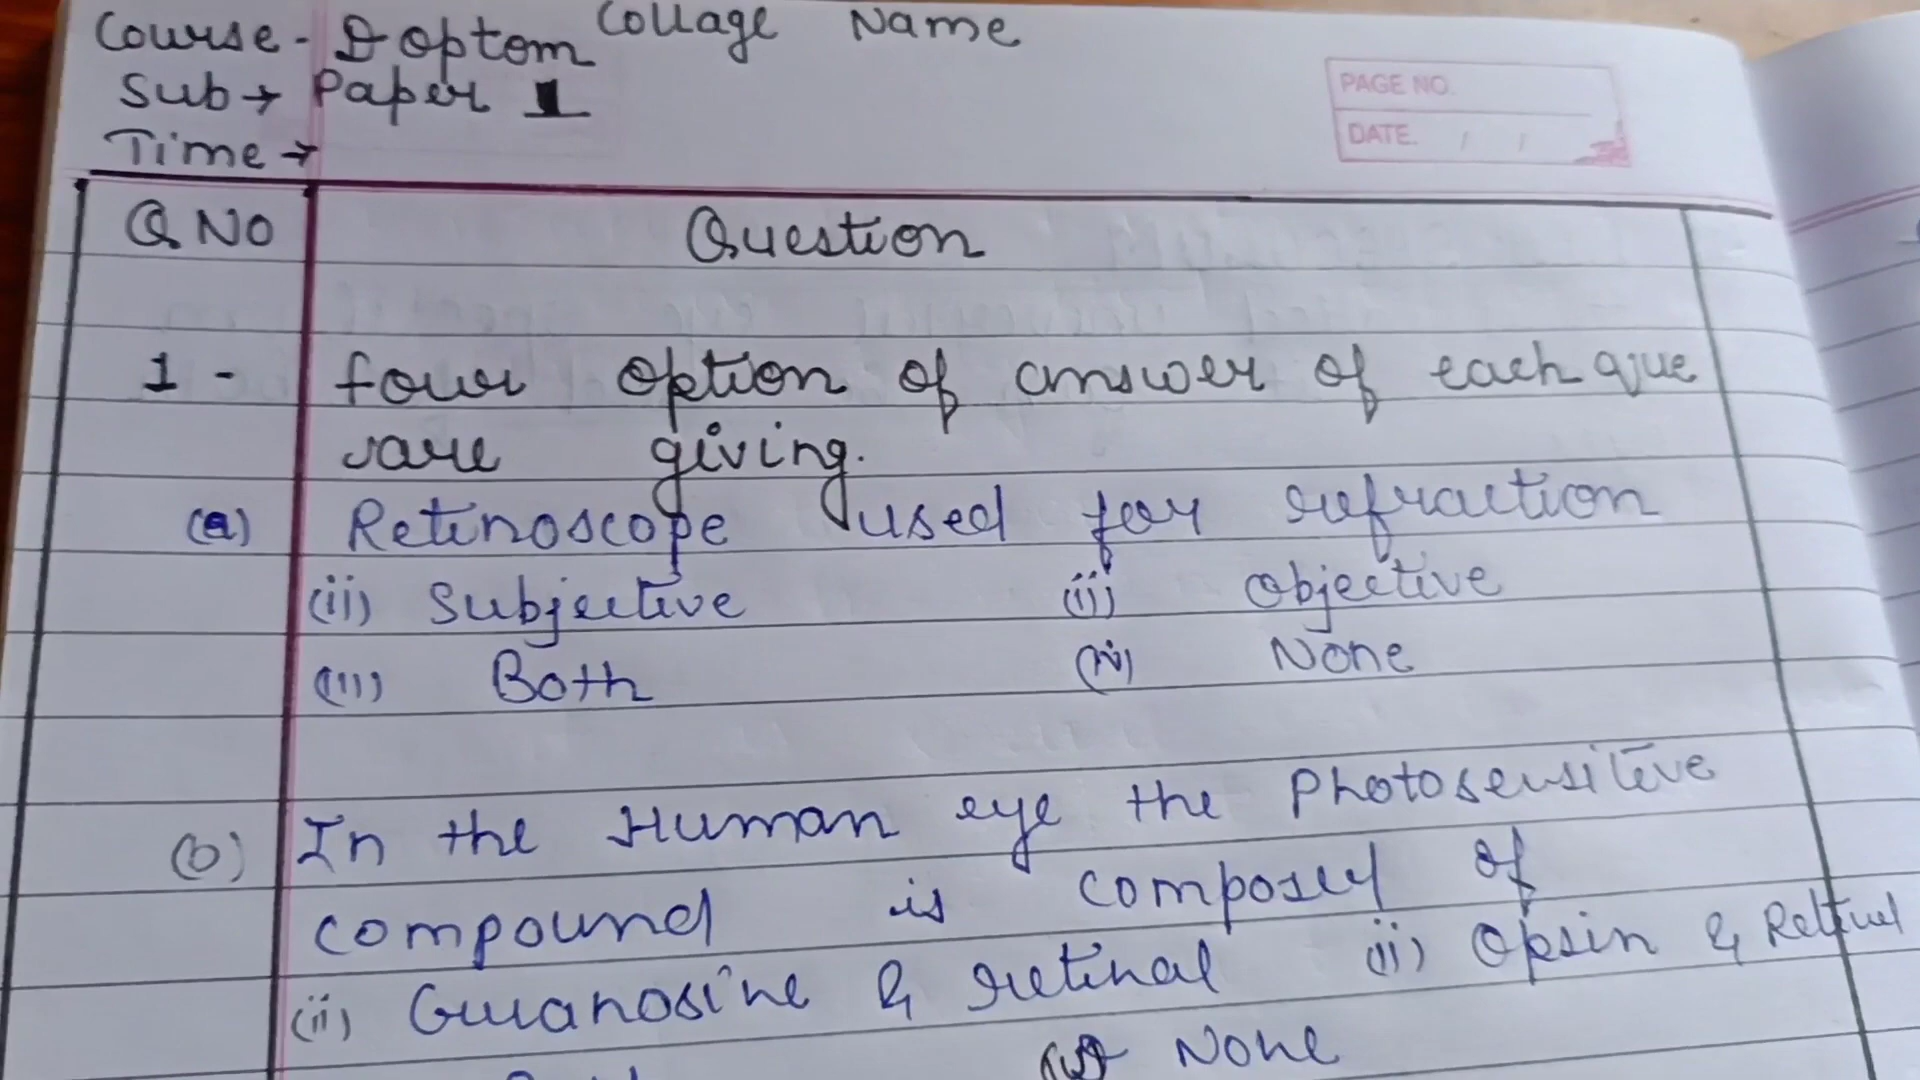 Collage Name
Course - D optom
Sub → Paper 1
Time →
PAGE NO.
DATE. / /
Q NO Question
1 - four option of answer of each que
are giving.
(a) Retinoscope used for refraction
(ii) Subjective (ii) objective
(iii) Both (iv) None
(b) In the Human eye the Photosensitive
compound is composed of
(ii) Guanosine & retinal (ii) Opsin & Retinal
None